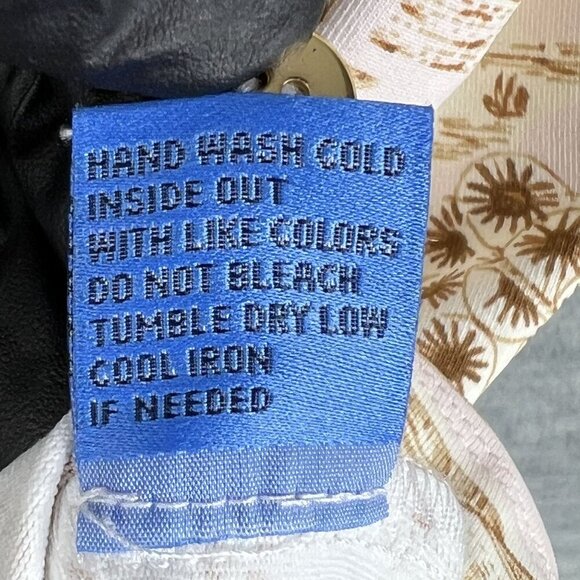 HAND WASH COLD
INSIDE OUT
WITH LIKE COLORS
DO NOT BLEACH
TUMBLE DRY LOW
COOL IRON
IF NEEDED